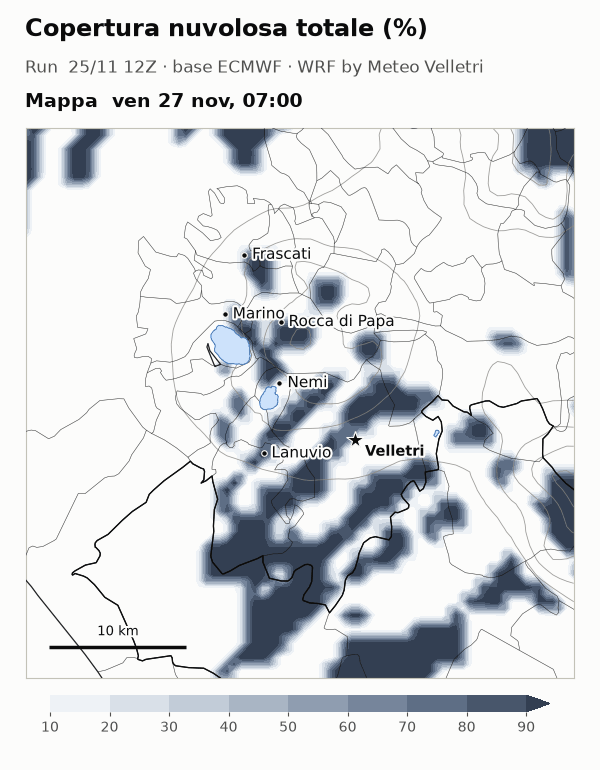 Copertura nuvolosa totale (%)
Run  25/11 12Z · base ECMWF · WRF by Meteo Velletri
Mappa  ven 27 nov, 07:00
Frascati
Marino
Rocca di Papa
Nemi
Velletri
Lanuvio
10 km
10 20 30 40 50 60 70 80 90